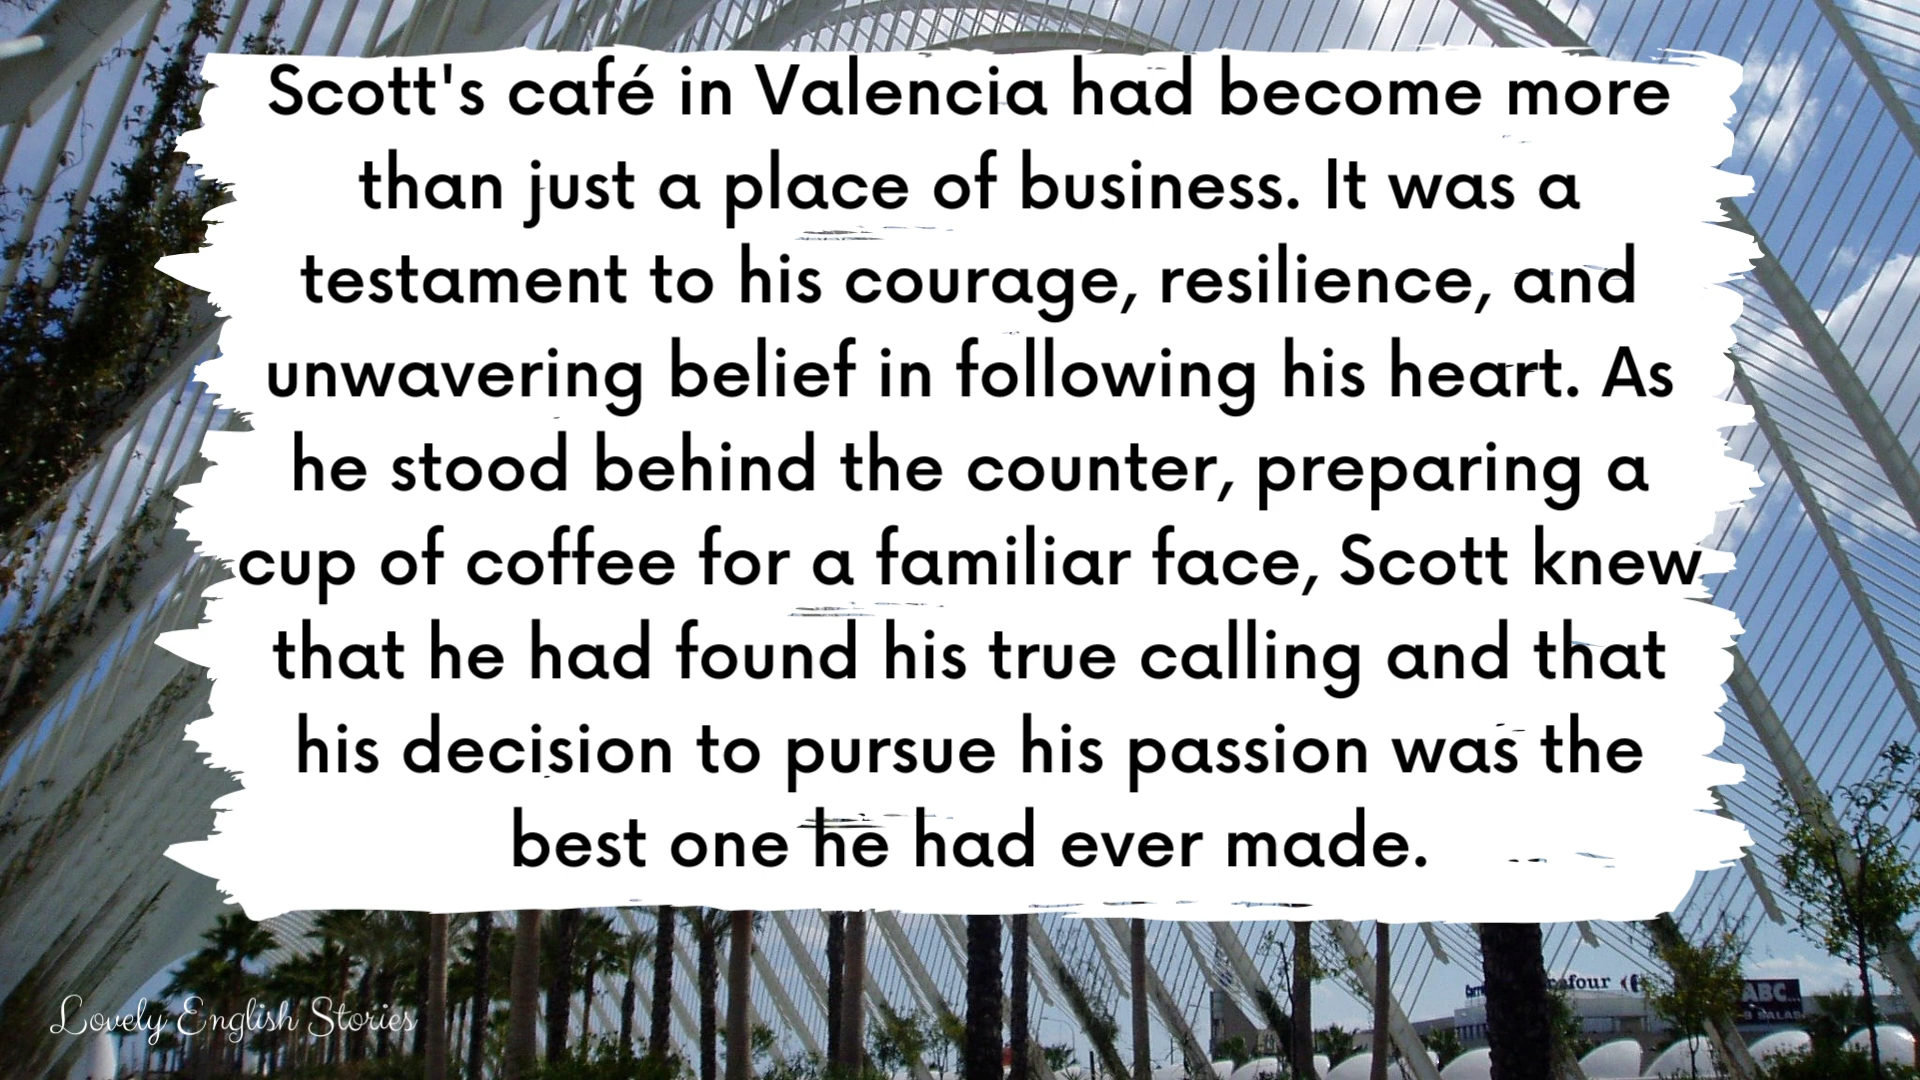 Scott's café in Valencia had become more
than just a place of business. It was a
testament to his courage, resilience, and
unwavering belief in following his heart. As
he stood behind the counter, preparing a
cup of coffee for a familiar face, Scott knew
that he had found his true calling and that
his decision to pursue his passion was the
best one he had ever made.
Lovely English Stories
ABC...